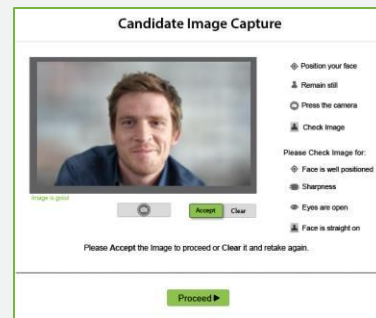 Candidate Image Capture
Position your face
Remain still
Press the camera
Check Image
Please Check Image for:
Face is well positioned
Sharpness
Eyes are open
Face is straight on
Image is good
Accept
Clear
Please Accept the Image to proceed or Clear it and retake again.
Proceed